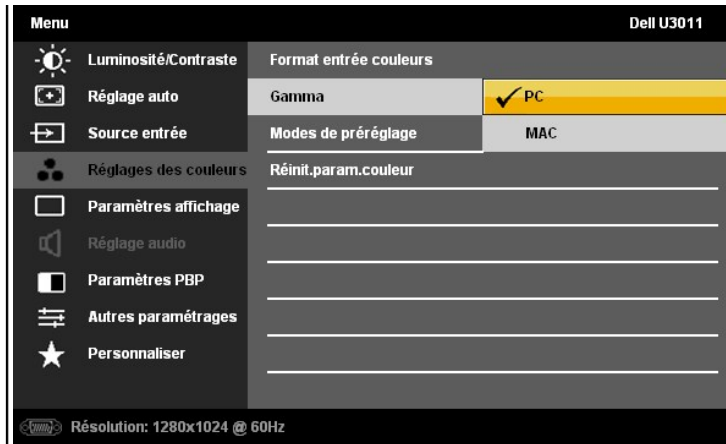 Menu Dell U3011
Luminosité/Contraste Format entrée couleurs
Réglage auto Gamma PC
Source entrée Modes de préréglage MAC
Réglages des couleurs Réinit.param.couleur
Paramètres affichage
Réglage audio
Paramètres PBP
Autres paramétrages
Personnaliser
Résolution: 1280x1024 @ 60Hz